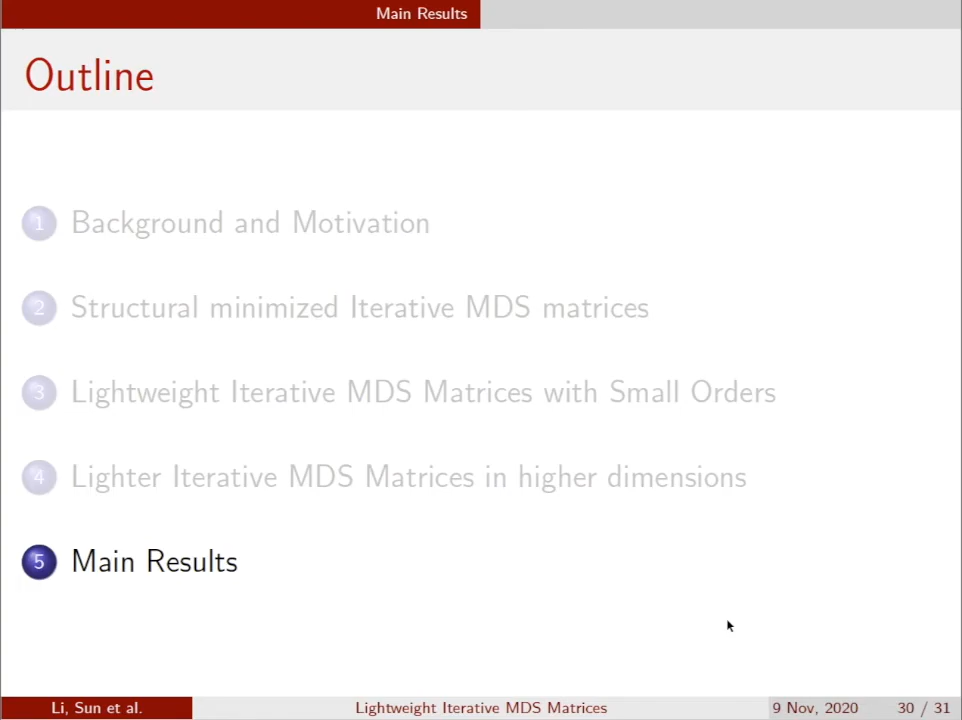 Main Results
Outline
1 Background and Motivation
2 Structural minimized Iterative MDS matrices
3 Lightweight Iterative MDS Matrices with Small Orders
4 Lighter Iterative MDS Matrices in higher dimensions
5 Main Results
Li, Sun et al. Lightweight Iterative MDS Matrices 9 Nov, 2020 30 / 31